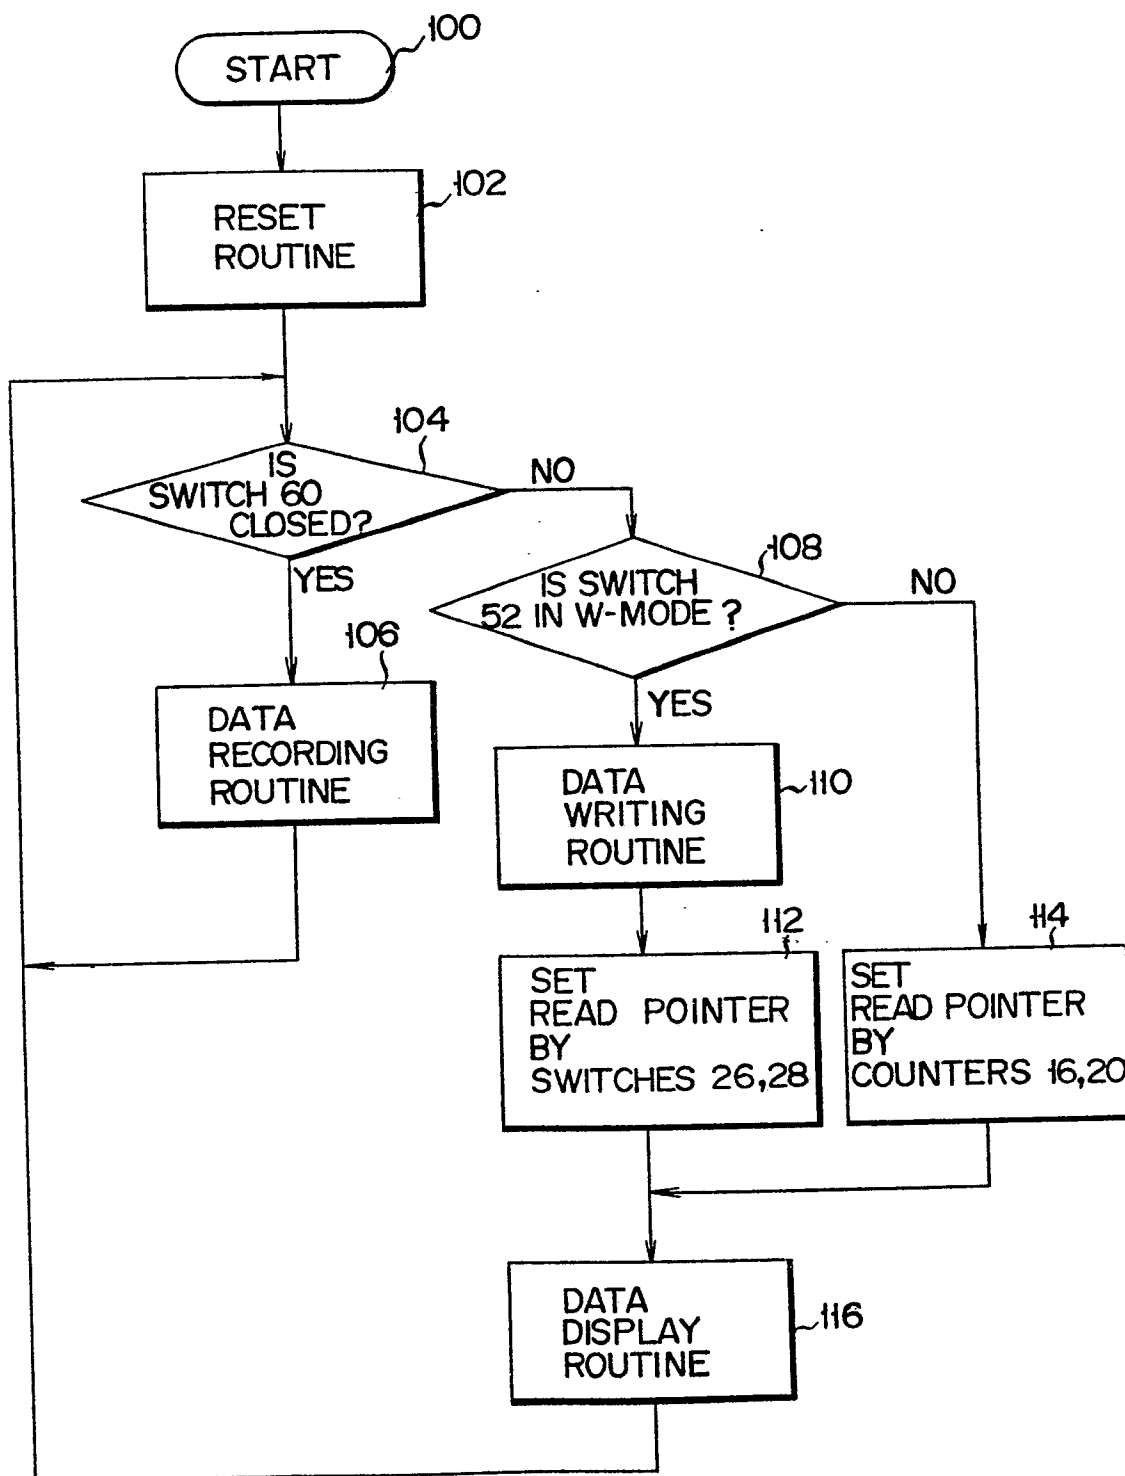 100
START
102
RESET
ROUTINE
104
IS
SWITCH 60
CLOSED?
NO
YES
108
IS SWITCH
52 IN W-MODE ?
NO
YES
106
DATA
RECORDING
ROUTINE
110
DATA
WRITING
ROUTINE
112
SET
READ POINTER
BY
SWITCHES 26,28
114
SET
READ POINTER
BY
COUNTERS 16,20
116
DATA
DISPLAY
ROUTINE